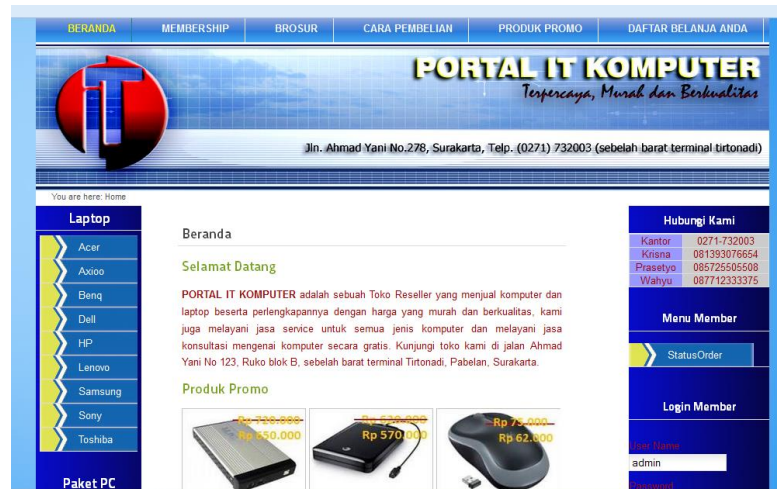 BERANDA MEMBERSHIP BROSUR CARA PEMBELIAN PRODUK PROMO DAFTAR BELANJA ANDA
iT
PORTAL IT KOMPUTER
Terpercaya, Murah dan Berkualitas
Jln. Ahmad Yani No.278, Surakarta, Telp. (0271) 732003 (sebelah barat terminal tirtonadi)
You are here: Home
Laptop
Acer
Axioo
Benq
Dell
HP
Lenovo
Samsung
Sony
Toshiba
Paket PC
Beranda
Selamat Datang
PORTAL IT KOMPUTER adalah sebuah Toko Reseller yang menjual komputer dan
laptop beserta perlengkapannya dengan harga yang murah dan berkualitas, kami
juga melayani jasa service untuk semua jenis komputer dan melayani jasa
konsultasi mengenai komputer secara gratis. Kunjungi toko kami di jalan Ahmad
Yani No 123, Ruko blok B, sebelah barat terminal Tirtonadi, Pabelan, Surakarta.
Produk Promo
Rp 720.000
Rp 650.000
Rp 620.000
Rp 570.000
Rp 75.000
Rp 62.000
Hubungi Kami
Kantor 0271-732003
Krisna 081393076654
Prasetyo 085725505508
Wahyu 087712333375
Menu Member
StatusOrder
Login Member
User Name
admin
Password